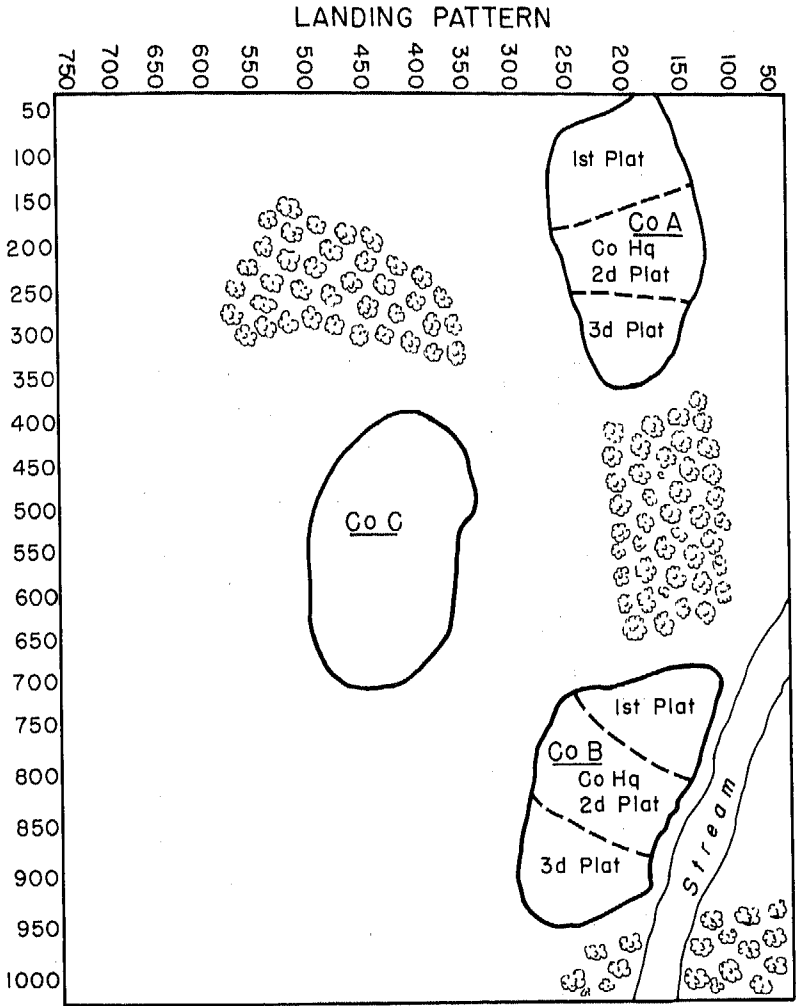 LANDING PATTERN
750 700 650 600 550 500 450 400 350 300 250 200 150 100 50
50
100
150
200
250
300
350
400
450
500
550
600
650
700
750
800
850
900
950
1000
1st Plat
Co A
Co Hq
2d Plat
3d Plat
Co C
1st Plat
Co B
Co Hq
2d Plat
3d Plat
Stream